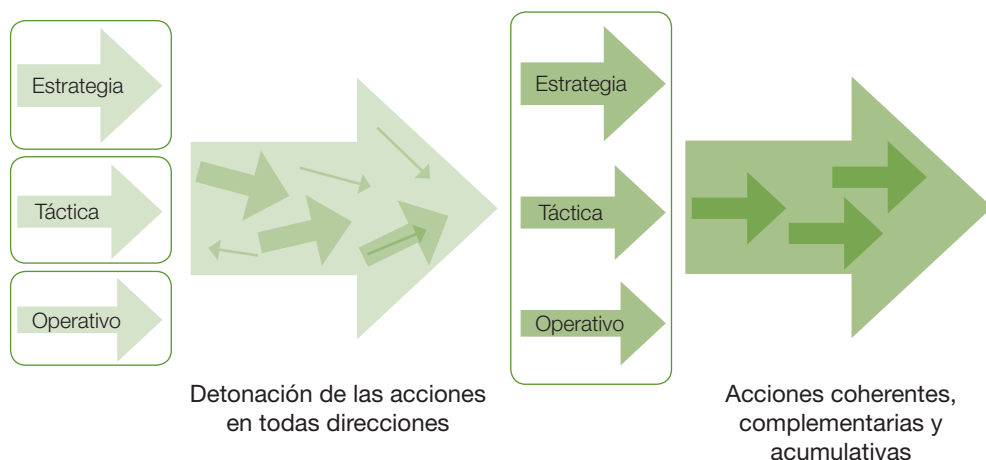 Estrategia
Táctica
Operativo
Detonación de las acciones
en todas direcciones
Estrategia
Táctica
Operativo
Acciones coherentes,
complementarias y
acumulativas